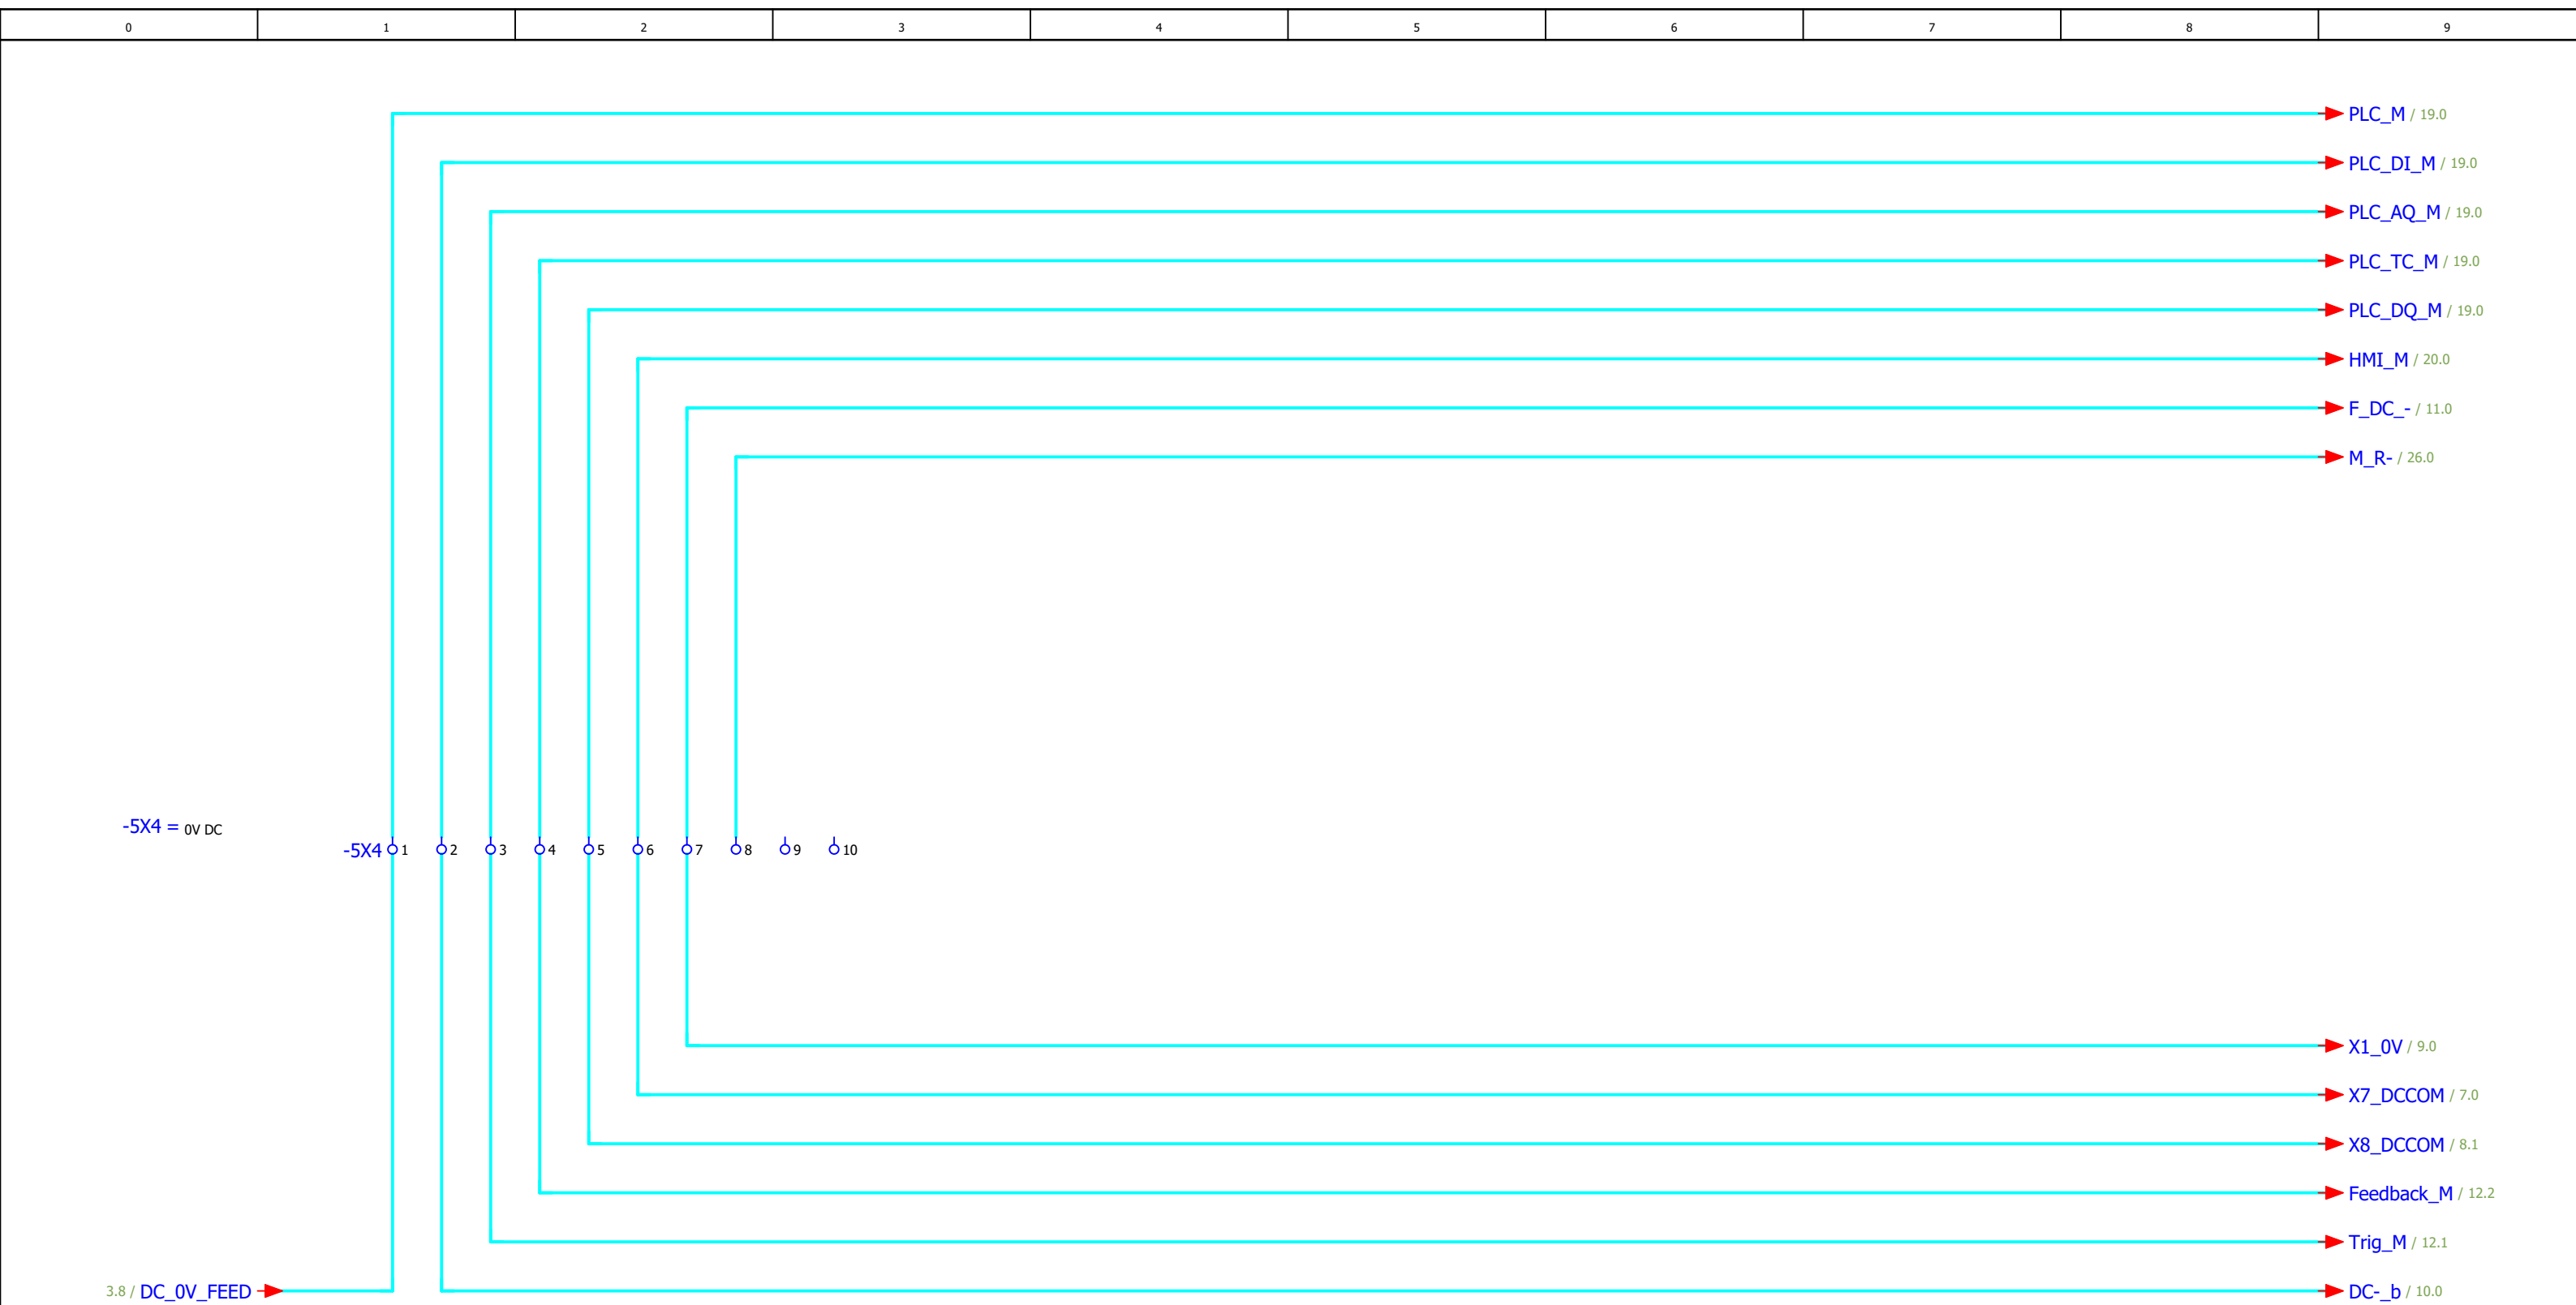 0 1 2 3 4 5 6 7 8 9
PLC_M / 19.0
PLC_DI_M / 19.0
PLC_AQ_M / 19.0
PLC_TC_M / 19.0
PLC_DQ_M / 19.0
HMI_M / 20.0
F_DC_- / 11.0
M_R- / 26.0
-5X4 = 0V DC
-5X4 1 2 3 4 5 6 7 8 9 10
X1_0V / 9.0
X7_DCCOM / 7.0
X8_DCCOM / 8.1
Feedback_M / 12.2
Trig_M / 12.1
3.8 / DC_0V_FEED DC-_b / 10.0